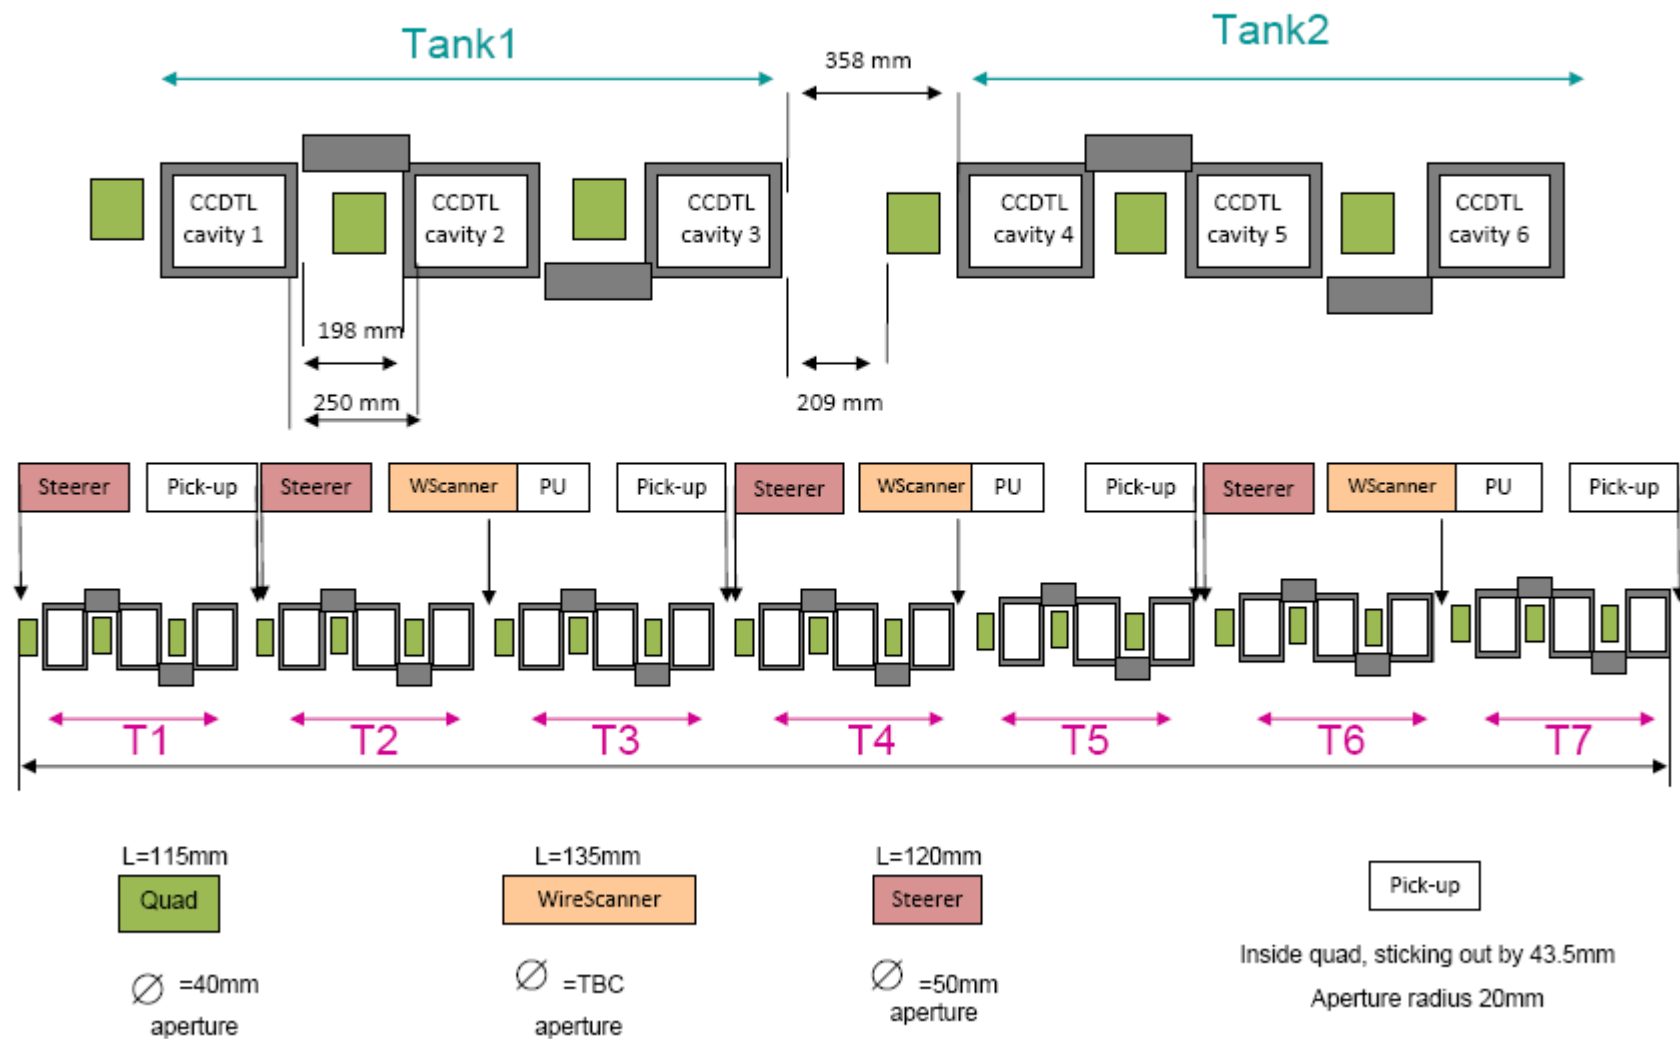 Tank1
Tank2
358 mm
CCDTL
cavity 1
CCDTL
cavity 2
CCDTL
cavity 3
CCDTL
cavity 4
CCDTL
cavity 5
CCDTL
cavity 6
198 mm
250 mm
209 mm
Steerer
Pick-up
Steerer
WScanner
PU
Pick-up
Steerer
WScanner
PU
Pick-up
Steerer
WScanner
PU
Pick-up
T1
T2
T3
T4
T5
T6
T7
L=115mm
Quad
∅ =40mm
aperture
L=135mm
WireScanner
∅ =TBC
aperture
L=120mm
Steerer
∅ =50mm
aperture
Pick-up
Inside quad, sticking out by 43.5mm
Aperture radius 20mm